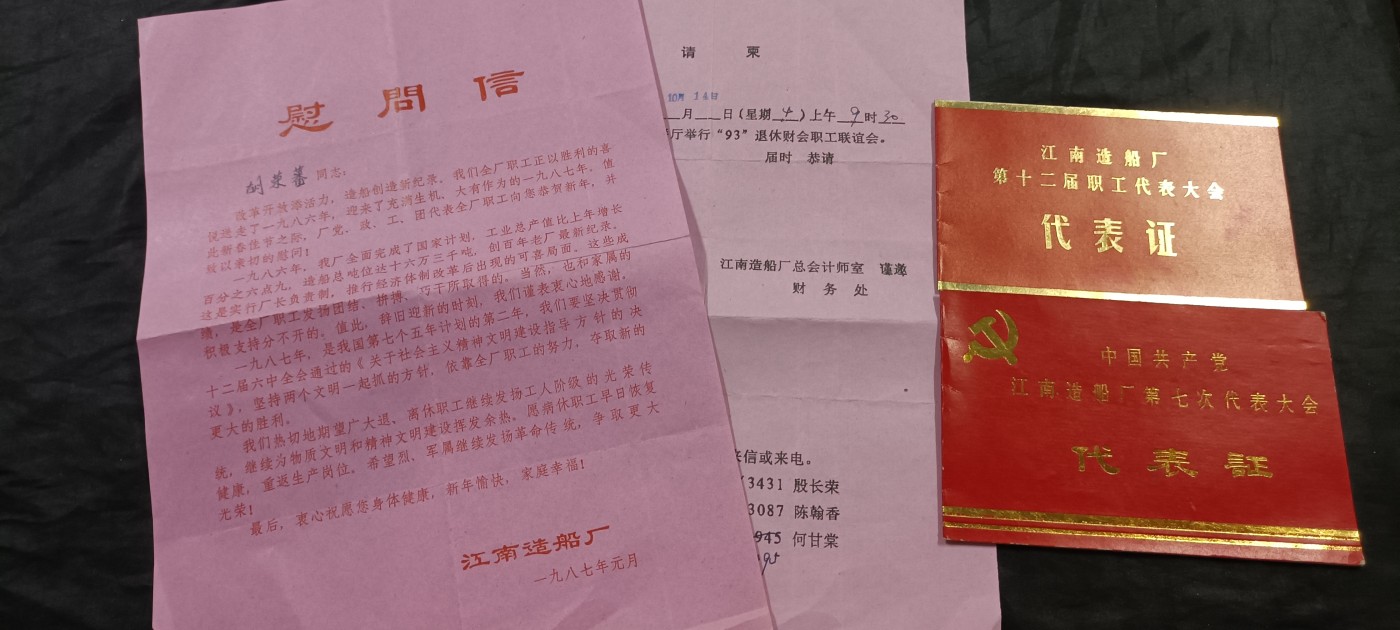 慰問信
同志：
改革开放添活力，造船创造新纪录，我们全厂职工正以胜利的喜
悦送走了一九八六年，迎来了充满生机、大有作为的一九八七年。值
此新春佳节之际，厂党、政、工、团代表全厂职工向您恭贺新年，并
致以亲切的慰问！
一九八六年，我厂全面完成了国家计划，工业总产值比上年增长
百分之六点九，造船总吨位达十六万三千吨，创百年老厂最新纪录。
这是实行厂长负责制，推行经济体制改革后出现的可喜局面。这些成
绩，是全厂职工发扬团结、拚搏、巧干所取得的。当然，也和家属的
积极支持分不开的。值此，辞旧迎新的时刻，我们谨表衷心地感谢。
一九八七年，是我国第七个五年计划的第二年，我们要坚决贯彻
十二届六中全会通过的《关于社会主义精神文明建设指导方针的决
议》，坚持两个文明一起抓的方针，依靠全厂职工的努力，夺取新的
更大的胜利。
我们热切地期望广大退、离休职工继续发扬工人阶级的光荣传
统，继续为物质文明和精神文明建设挥发余热。愿病休职工早日恢复
健康，重返生产岗位。希望烈、军属继续发扬革命传统，争取更大
光荣！
最后，衷心祝愿您身体健康，新年愉快，家庭幸福！
江南造船厂
一九八七年元月
请柬
10月14日
月 日（星期4）上午9时30
厅举行“93”退休财会职工联谊会。
届时 恭请
江南造船厂总会计师室 谨邀
财务处
来信或来电。
3431 殷长荣
3087 陈翰香
945 何甘棠
95
江南造船厂
第十二届职工代表大会
代表证
中国共产党
江南造船厂第七次代表大会
代表証